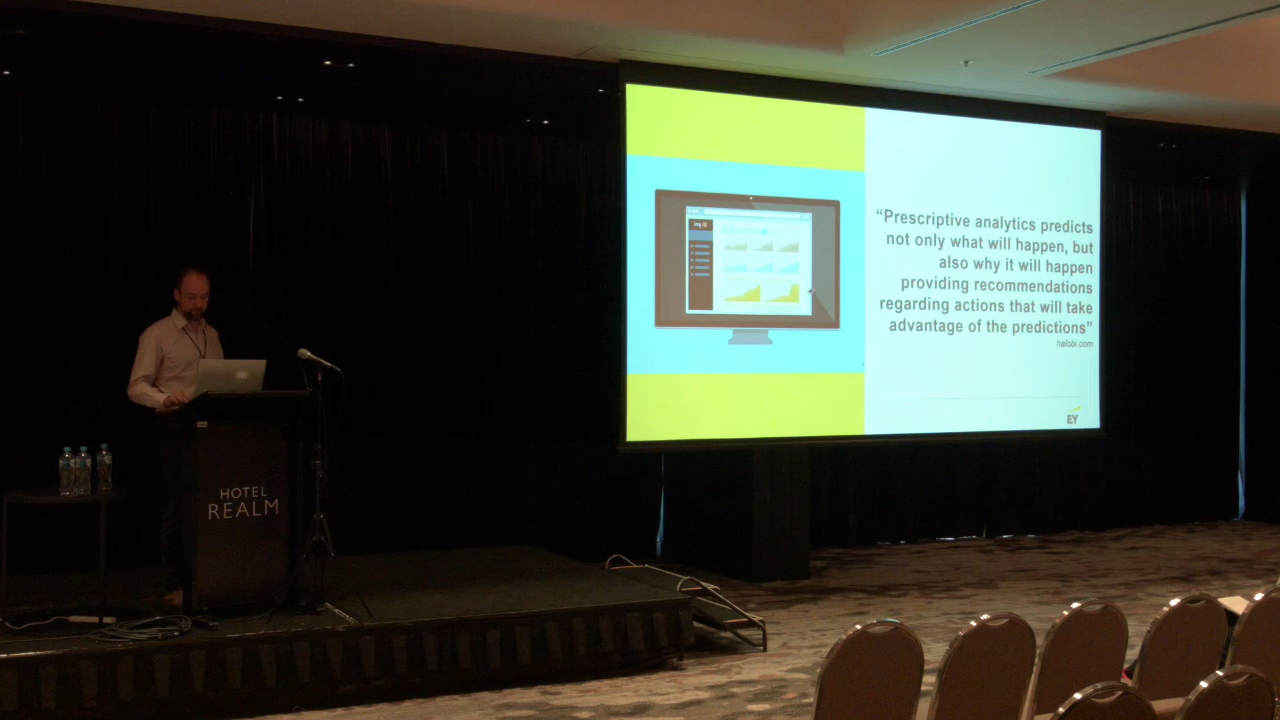 “Prescriptive analytics predicts
not only what will happen, but
also why it will happen
providing recommendations
regarding actions that will take
advantage of the predictions”
halobi.com
EY
HOTEL
REALM